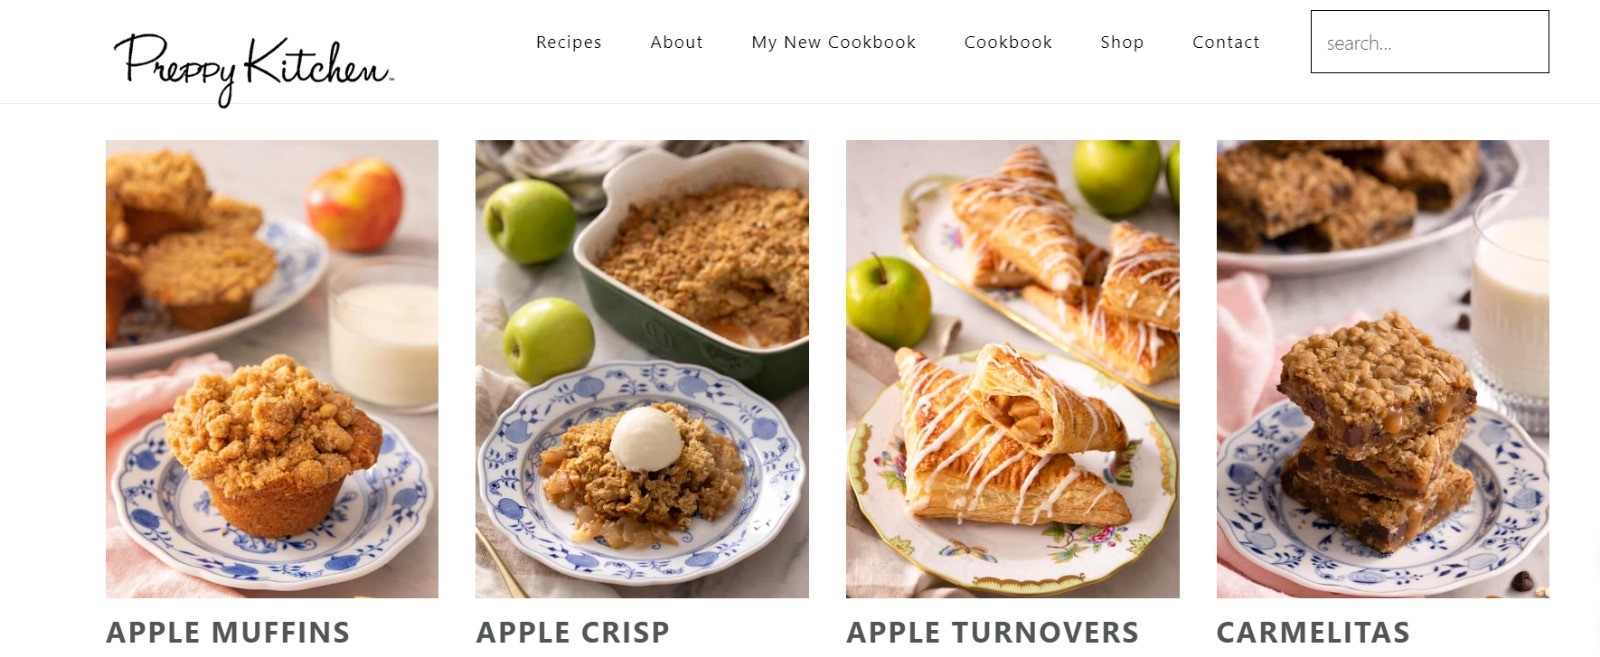 Preppy Kitchen
Recipes About My New Cookbook Cookbook Shop Contact search...
APPLE MUFFINS APPLE CRISP APPLE TURNOVERS CARMELITAS